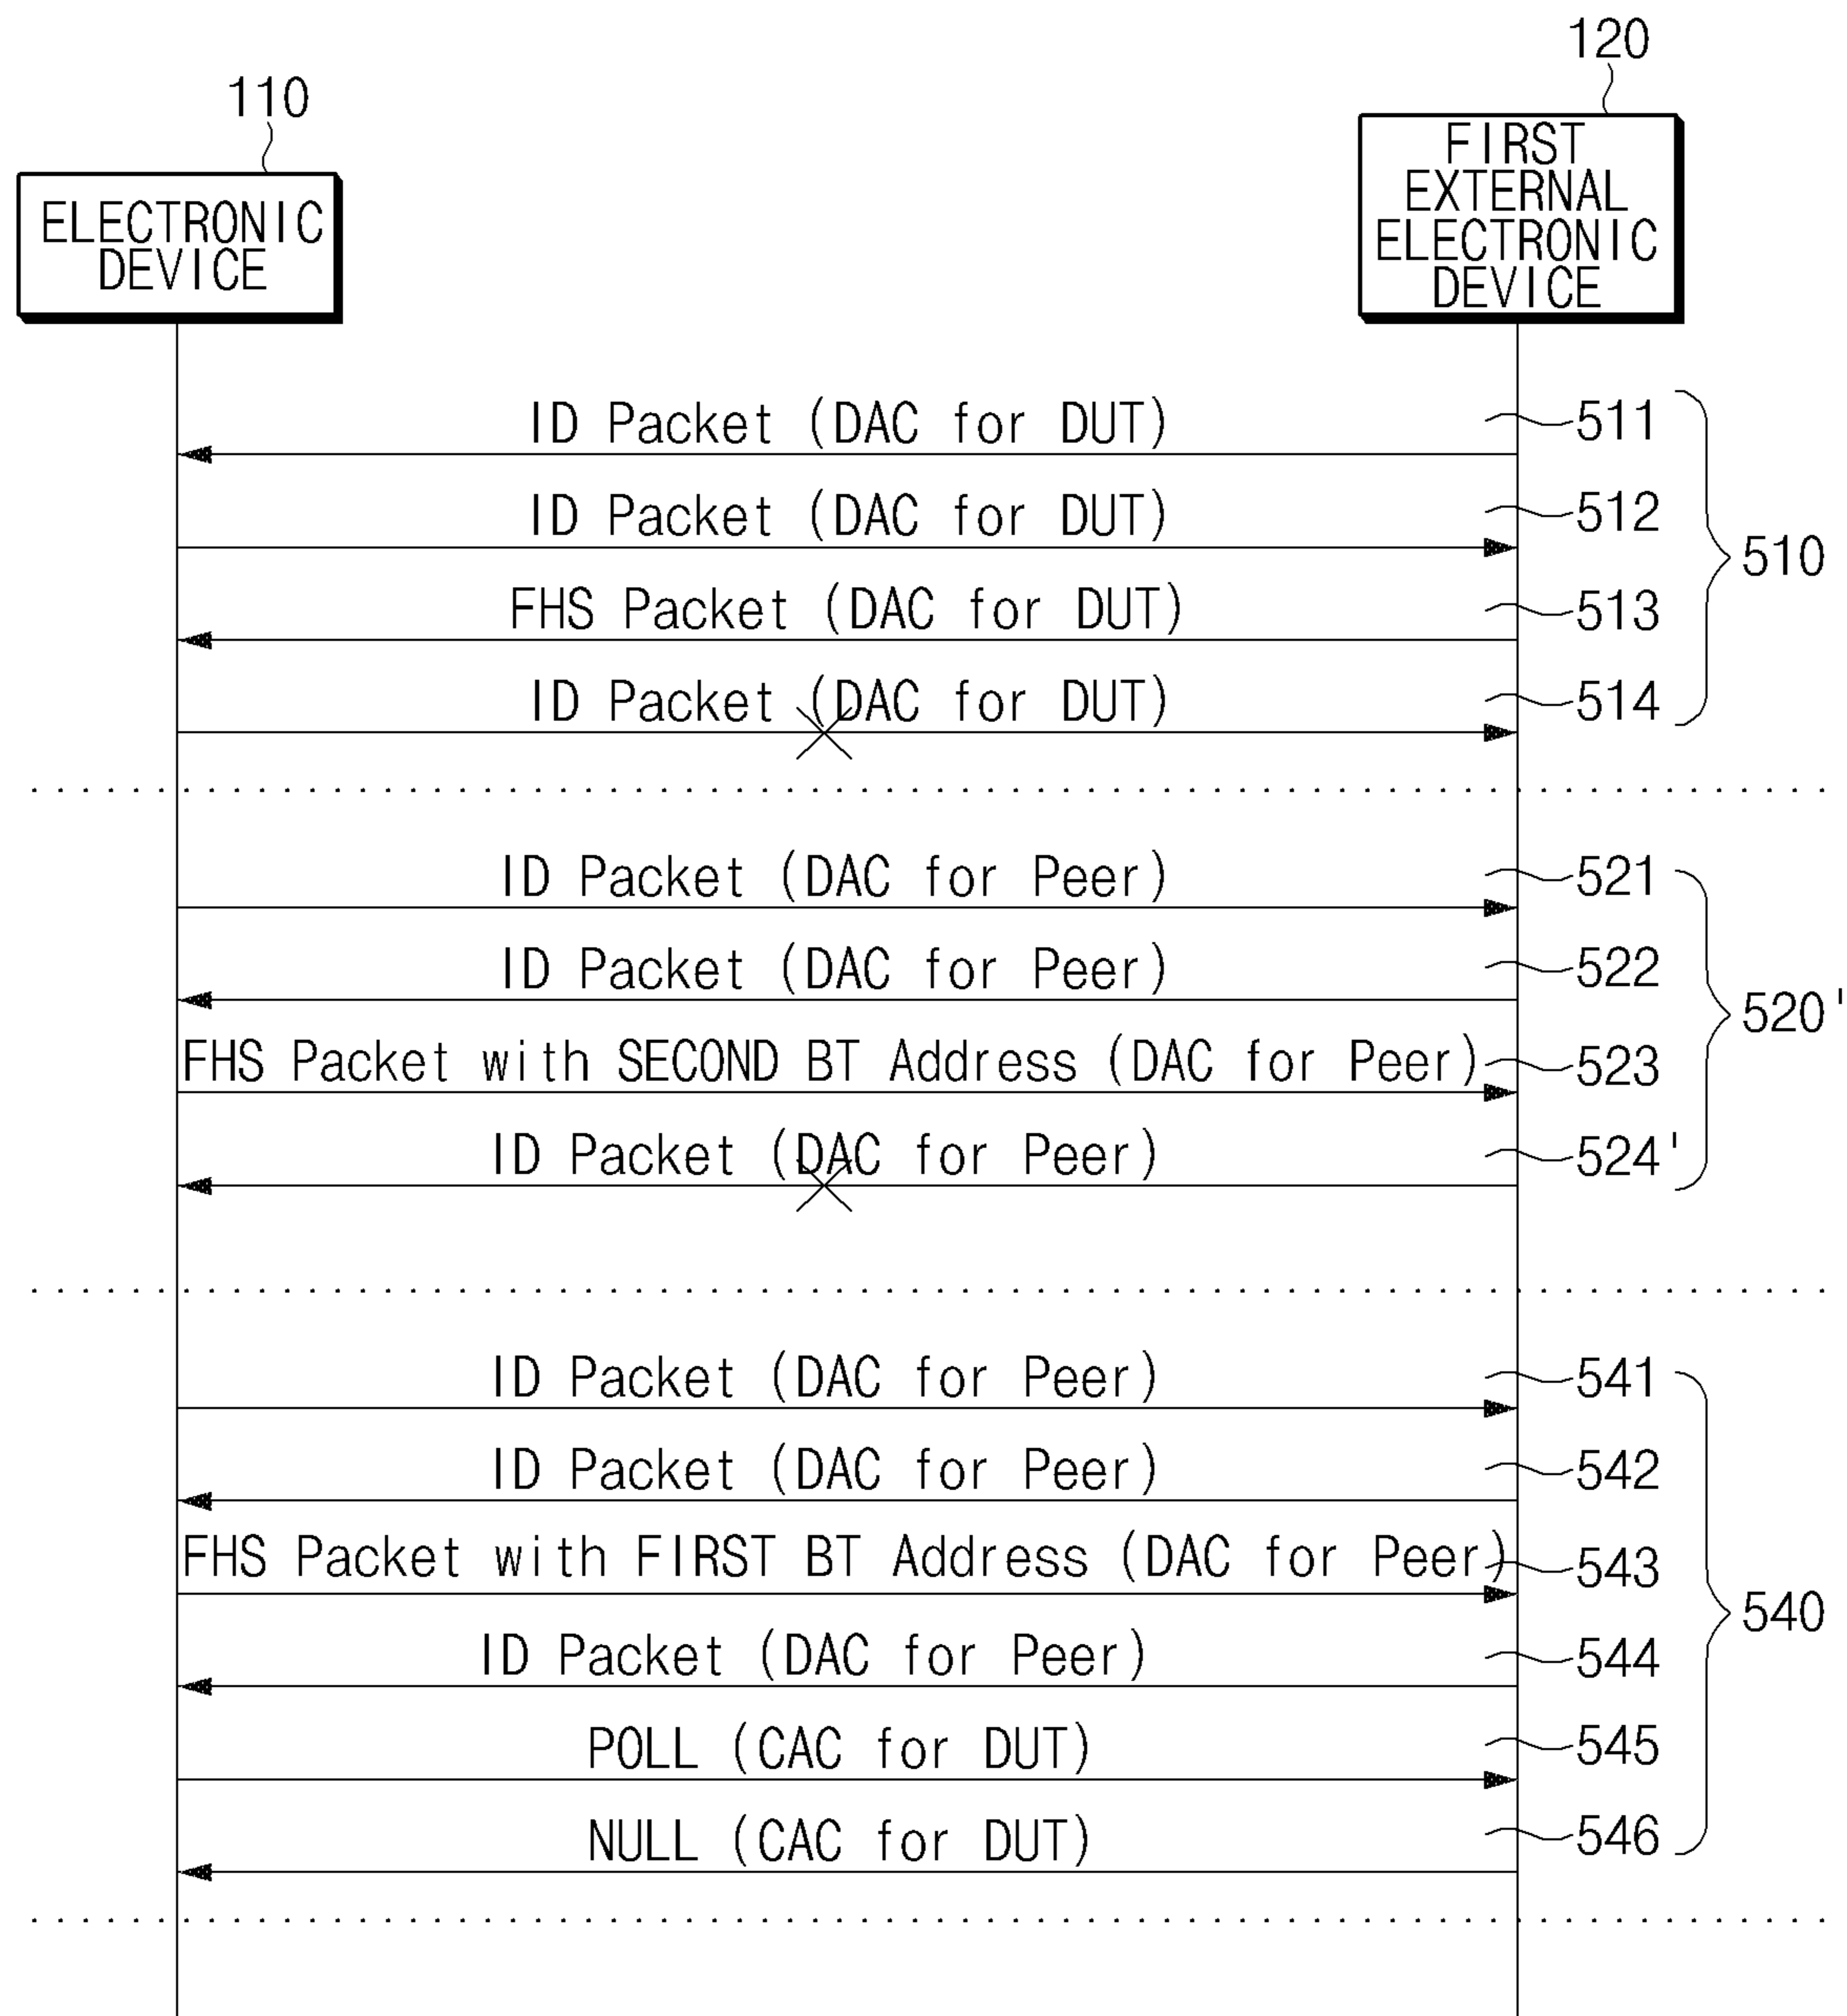 120
110
FIRST
EXTERNAL
ELECTRONIC
DEVICE
ELECTRONIC
DEVICE
ID Packet (DAC for DUT) 511
ID Packet (DAC for DUT) 512
510
FHS Packet (DAC for DUT) 513
ID Packet (DAC for DUT) 514
ID Packet (DAC for Peer) 521
ID Packet (DAC for Peer) 522
520'
FHS Packet with SECOND BT Address (DAC for Peer) 523
ID Packet (DAC for Peer) 524'
ID Packet (DAC for Peer) 541
ID Packet (DAC for Peer) 542
FHS Packet with FIRST BT Address (DAC for Peer) 543
540
ID Packet (DAC for Peer) 544
POLL (CAC for DUT) 545
NULL (CAC for DUT) 546